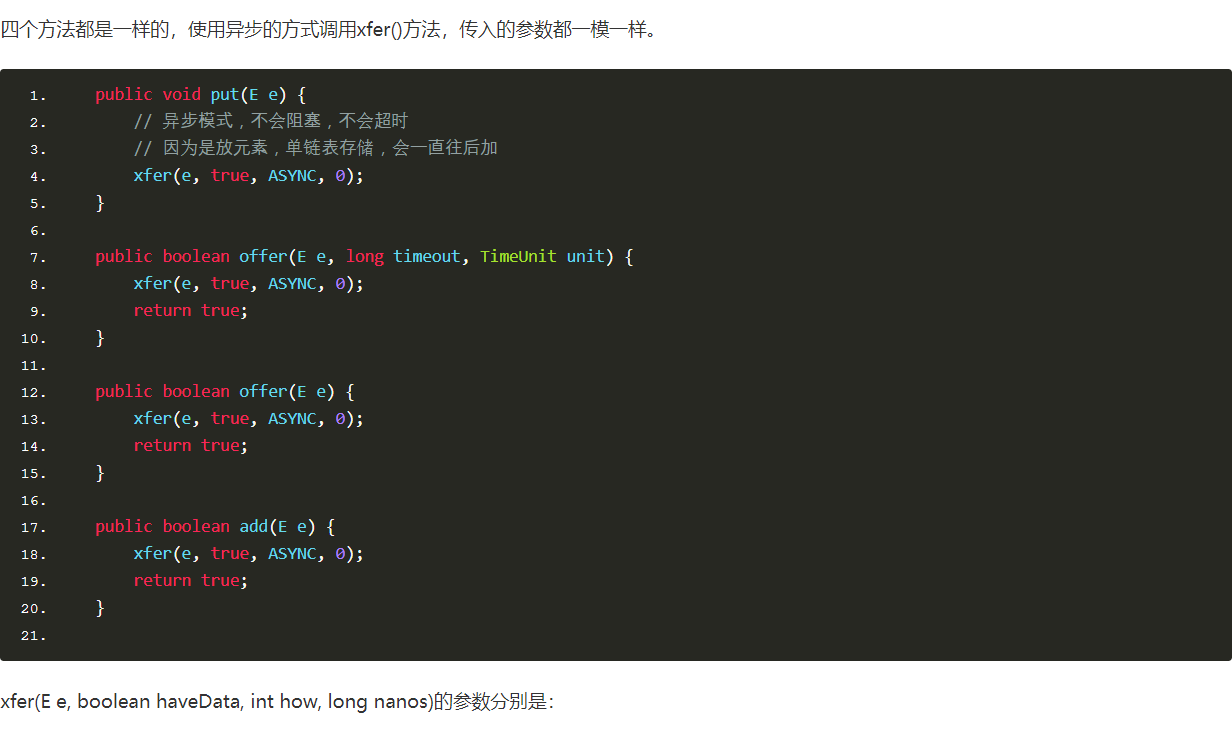 四个方法都是一样的，使用异步的方式调用xfer()方法，传入的参数都一模一样。
1. public void put(E e) {
2. // 异步模式，不会阻塞，不会超时
3. // 因为是放元素，单链表存储，会一直往后加
4. xfer(e, true, ASYNC, 0);
5. }
6.
7. public boolean offer(E e, long timeout, TimeUnit unit) {
8. xfer(e, true, ASYNC, 0);
9. return true;
10. }
11.
12. public boolean offer(E e) {
13. xfer(e, true, ASYNC, 0);
14. return true;
15. }
16.
17. public boolean add(E e) {
18. xfer(e, true, ASYNC, 0);
19. return true;
20. }
21.
xfer(E e, boolean haveData, int how, long nanos)的参数分别是：